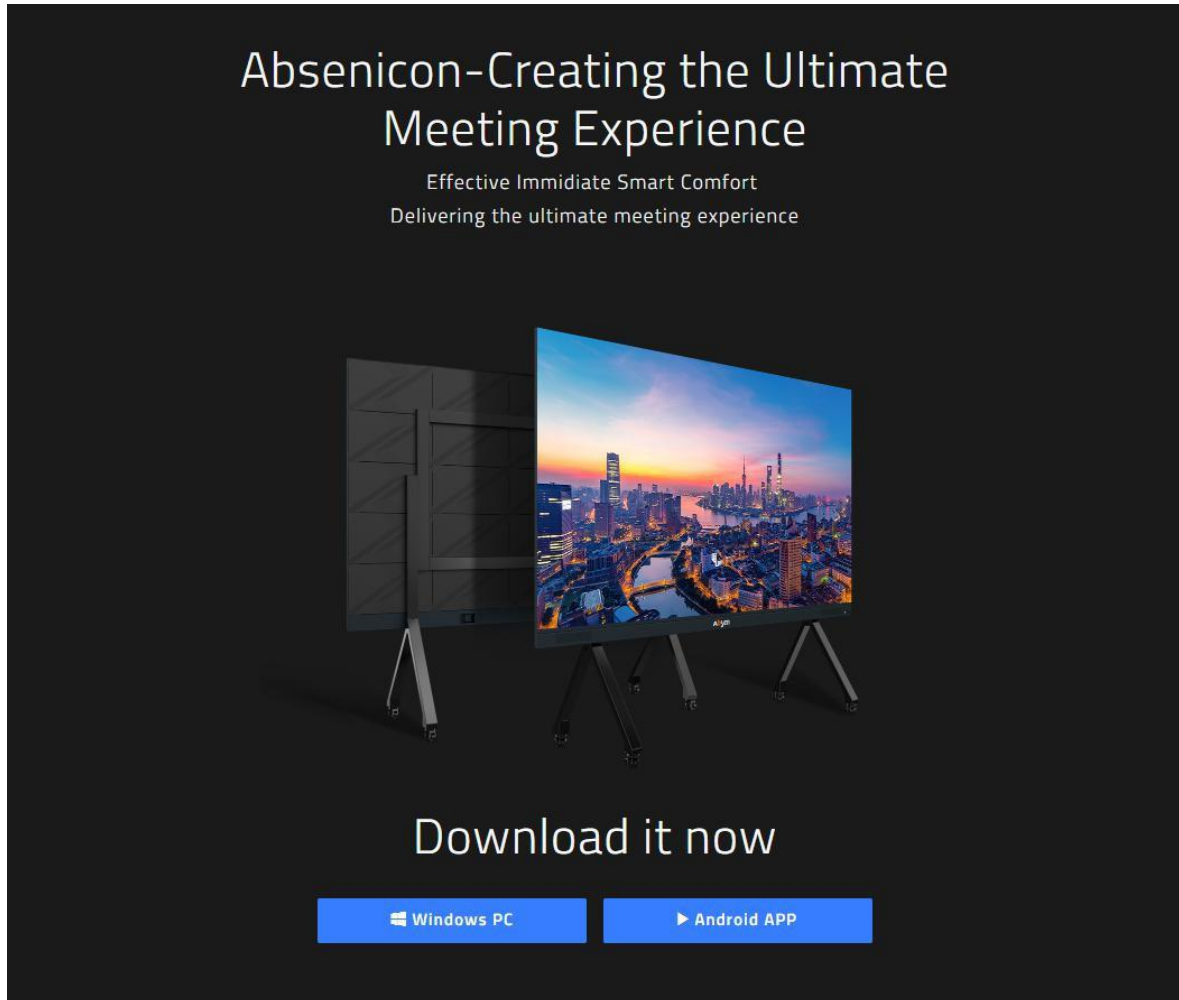 Absenicon-Creating the Ultimate
Meeting Experience
Effective Immidiate Smart Comfort
Delivering the ultimate meeting experience
Download it now
Windows PC
Android APP